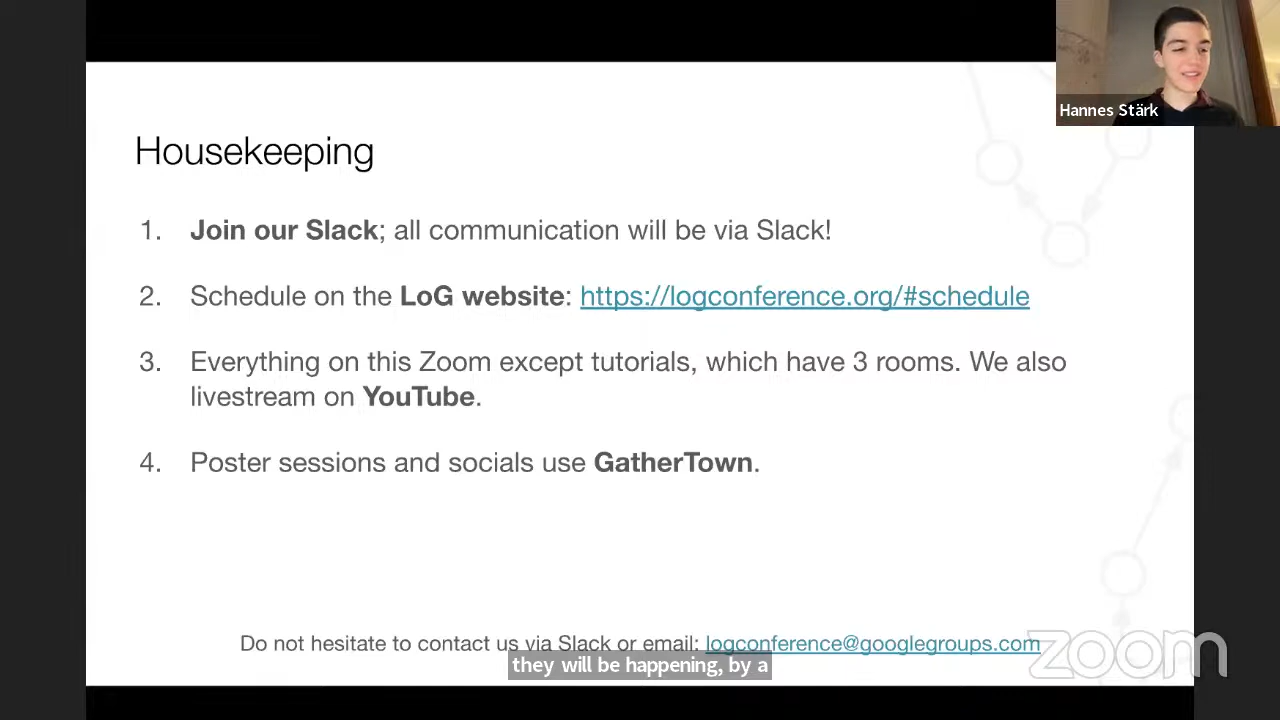 Hannes Stärk
Housekeeping
1. Join our Slack; all communication will be via Slack!
2. Schedule on the LoG website: https://logconference.org/#schedule
3. Everything on this Zoom except tutorials, which have 3 rooms. We also
livestream on YouTube.
4. Poster sessions and socials use GatherTown.
Do not hesitate to contact us via Slack or email: logconference@googlegroups.com
they will be happening, by a
zoom